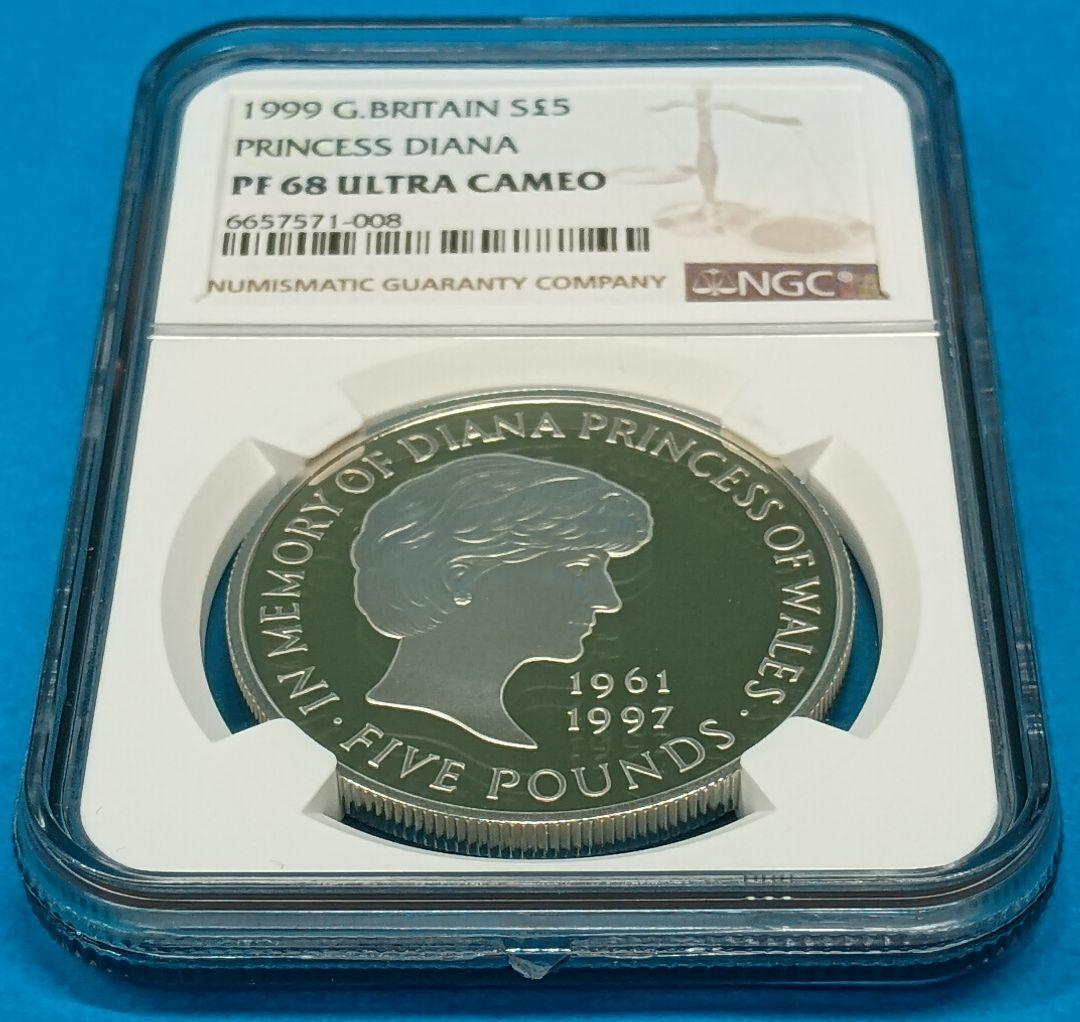 1999 G.BRITAIN S£5
PRINCESS DIANA
PF 68 ULTRA CAMEO
6657571-008
NUMISMATIC GUARANTY COMPANY
NGC
IN MEMORY OF DIANA PRINCESS OF WALES
1961
1997
· FIVE POUNDS ·